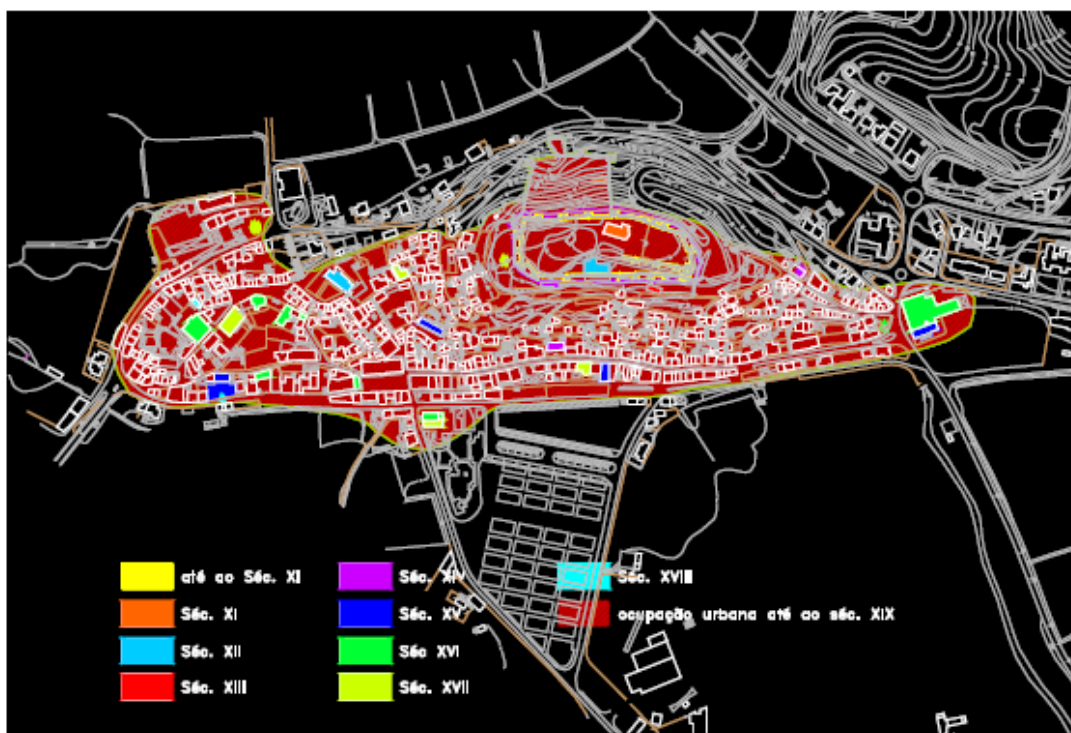 até ao Séc. XI
Séc. XI
Séc. XII
Séc. XIII
Séc. XIV
Séc. XV
Séc XVI
Séc. XVII
Séc. XVIII
ocupação urbana até ao séc. XIX